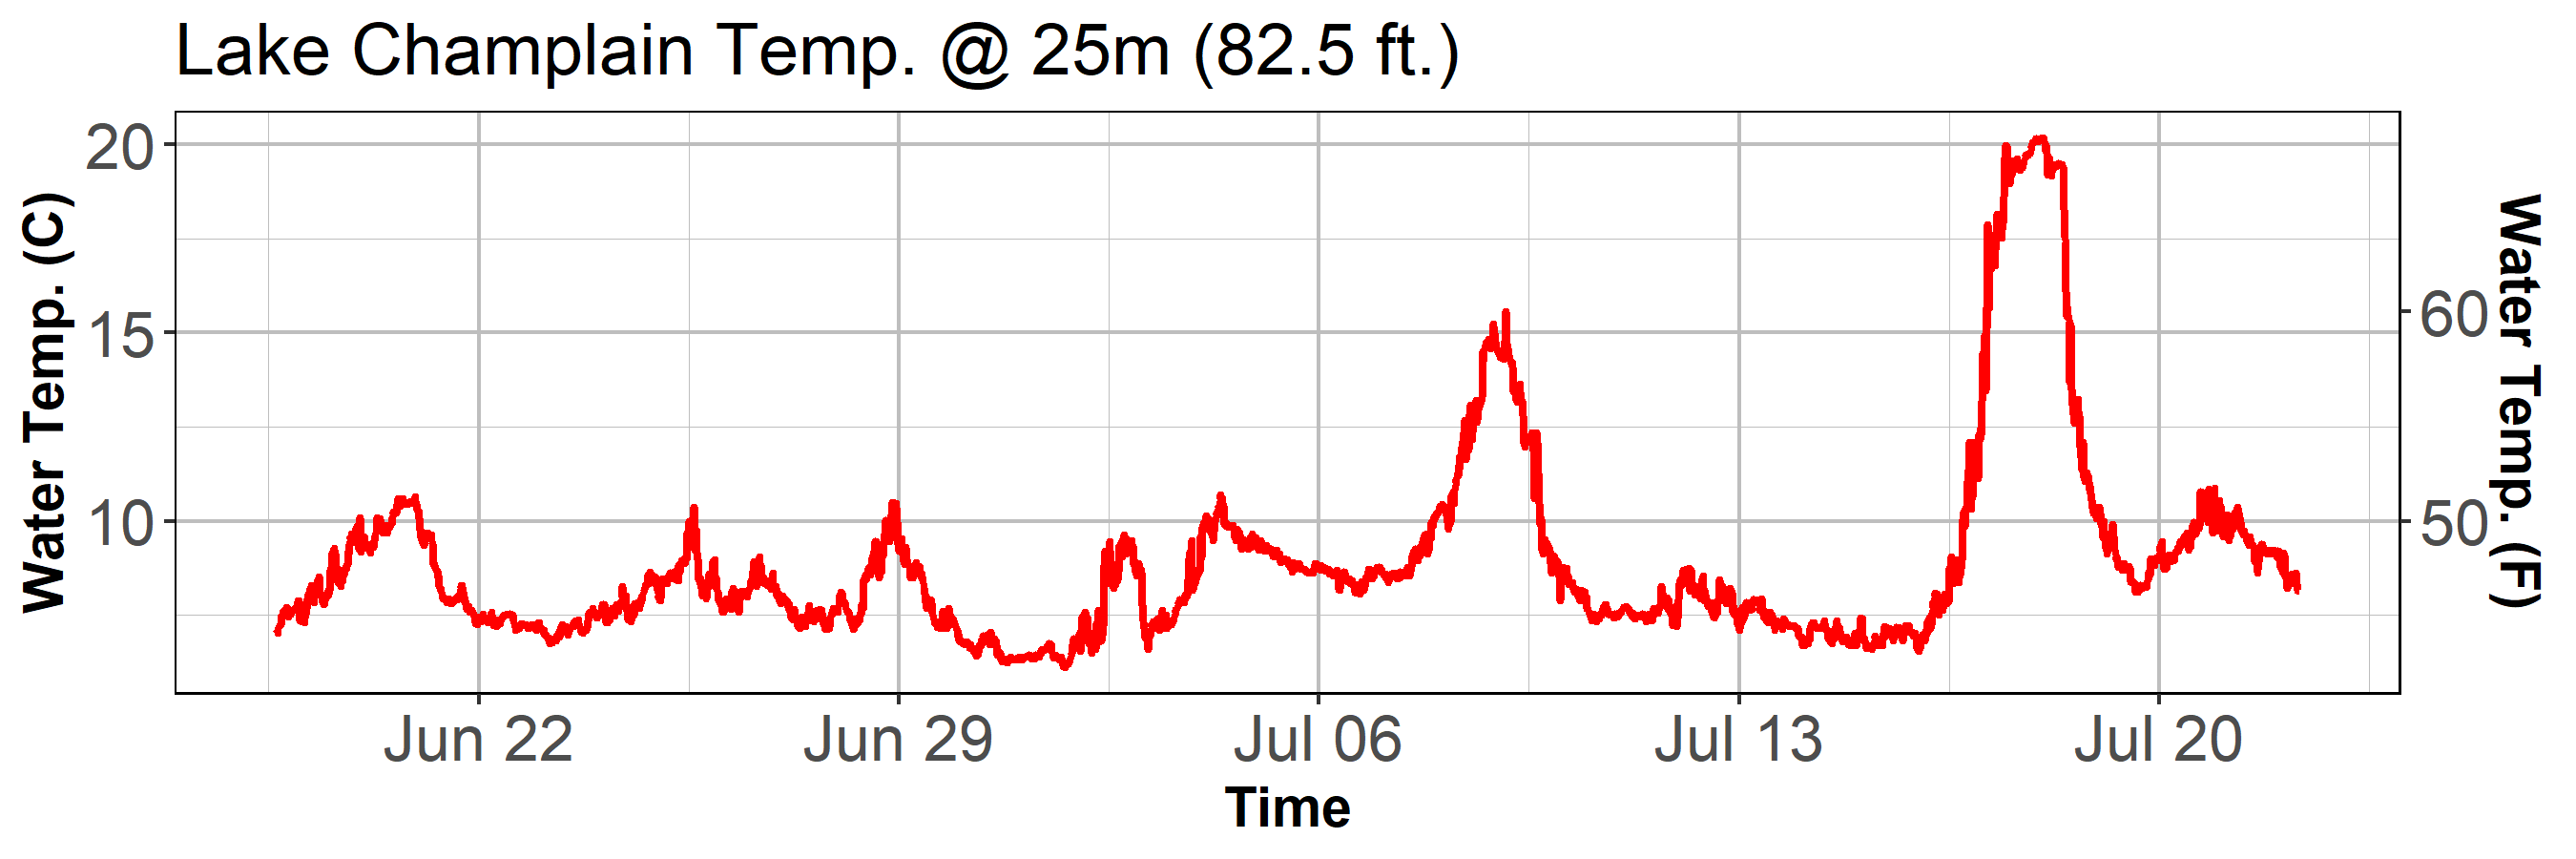 Lake Champlain Temp. @ 25m (82.5 ft.)
Water Temp. (C)
20
15
10
60
50
Water Temp. (F)
Jun 22 Jun 29 Jul 06 Jul 13 Jul 20
Time